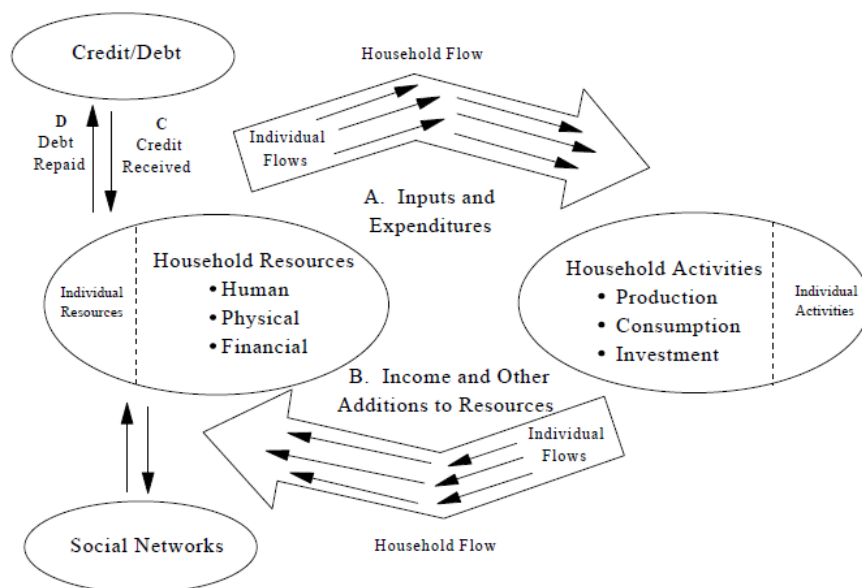 Credit/Debt
Household Flow
D
Debt
Repaid
C
Credit
Received
Individual
Flows
A. Inputs and
Expenditures
Individual
Resources
Household Resources
• Human
• Physical
• Financial
Household Activities
• Production
• Consumption
• Investment
Individual
Activities
B. Income and Other
Additions to Resources
Individual
Flows
Social Networks
Household Flow